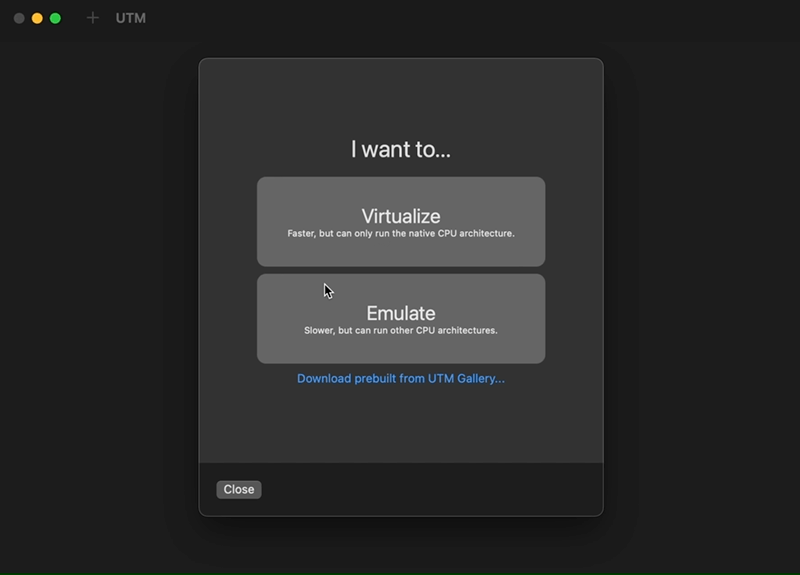 UTM
I want to...
Virtualize
Faster, but can only run the native CPU architecture.
Emulate
Slower, but can run other CPU architectures.
Download prebuilt from UTM Gallery...
Close